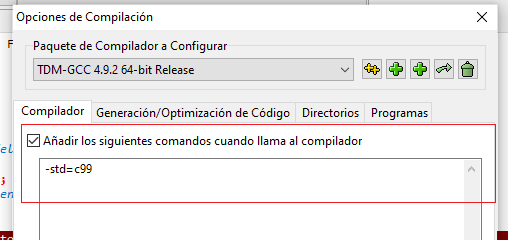 Opciones de Compilación
Paquete de Compilador a Configurar
TDM-GCC 4.9.2 64-bit Release
Compilador
Generación/Optimización de Código
Directorios
Programas
Añadir los siguientes comandos cuando llama al compilador
-std=c99